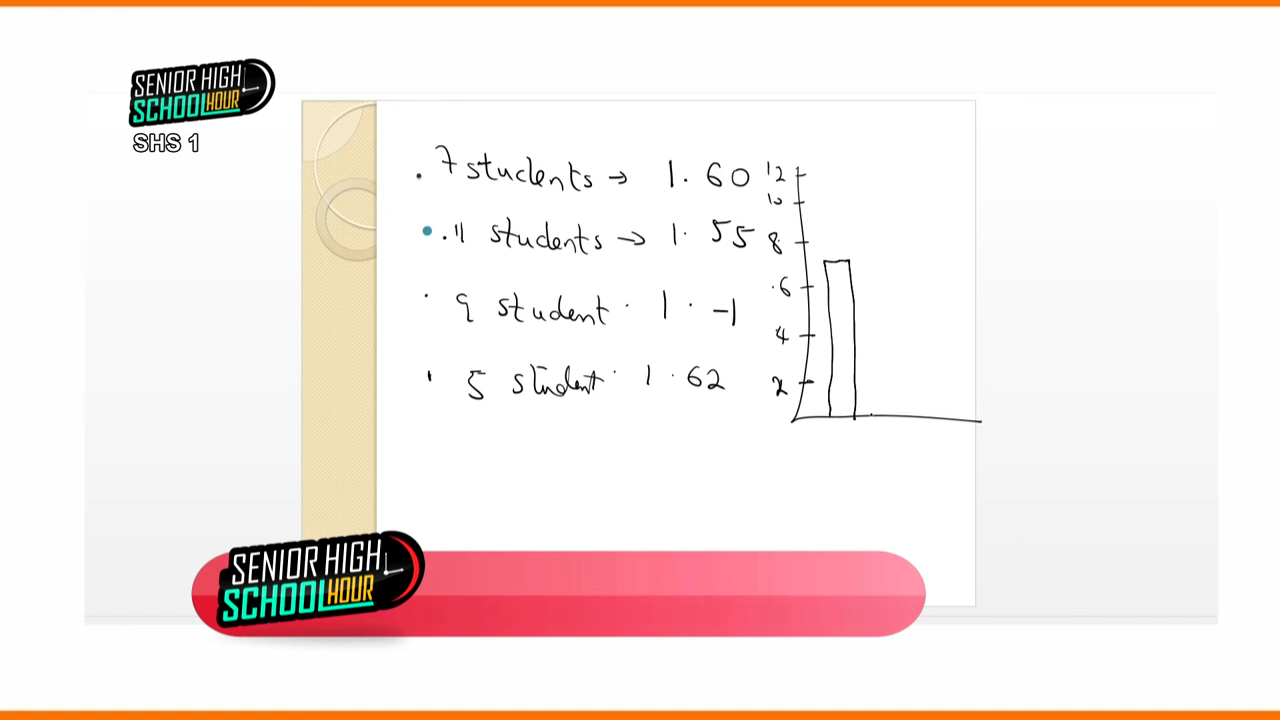 SENIOR HIGH
SCHOOL HOUR
SHS 1
. 7 students → 1.60
. 11 students → 1.55
. 9 student . 1 . -1
. 5 student . 1.62
12
10
8
6
4
2
SENIOR HIGH
SCHOOL HOUR